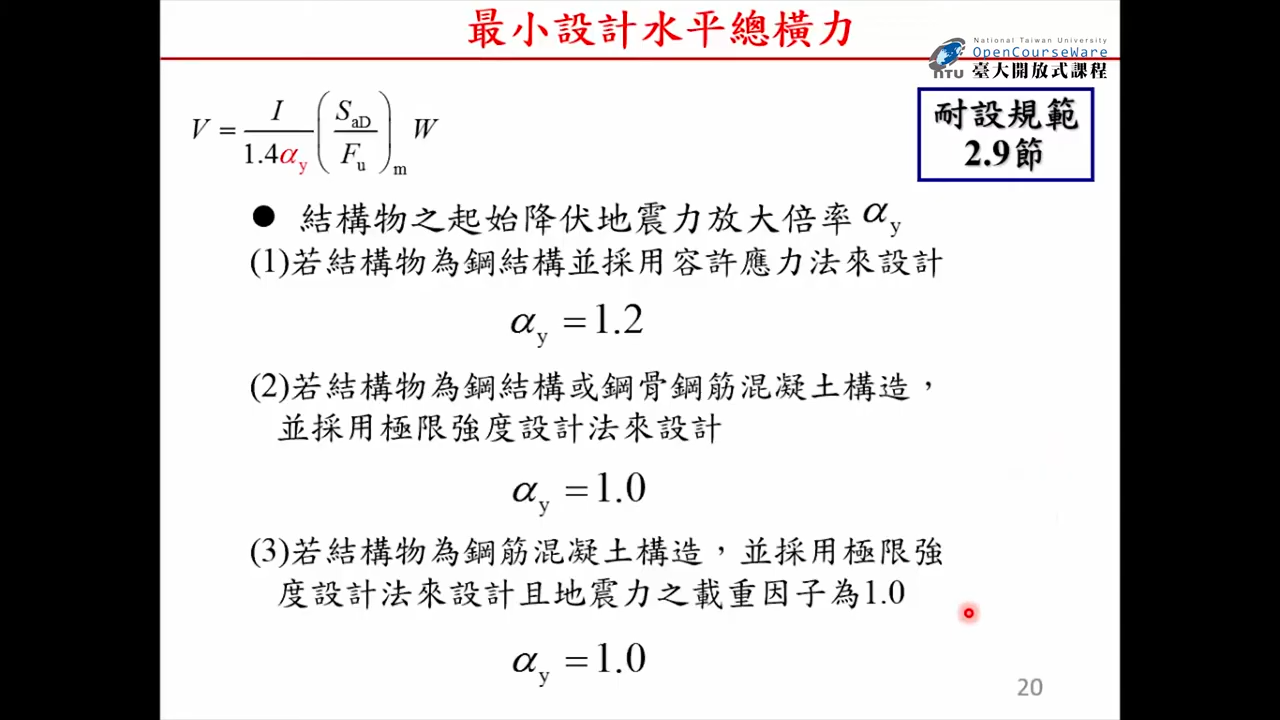 最小設計水平總橫力
National Taiwan University
OpenCourseWare
NTU 臺大開放式課程
耐設規範
2.9節
V = I / 1.4αy (SaD / Fu)m W
● 結構物之起始降伏地震力放大倍率 αy
(1)若結構物為鋼結構並採用容許應力法來設計
αy = 1.2
(2)若結構物為鋼結構或鋼骨鋼筋混凝土構造，
並採用極限強度設計法來設計
αy = 1.0
(3)若結構物為鋼筋混凝土構造，並採用極限強
度設計法來設計且地震力之載重因子為1.0
αy = 1.0
20